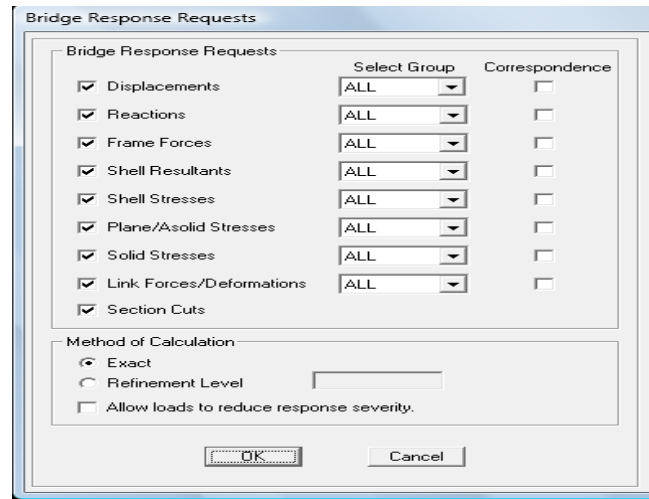 Bridge Response Requests
Bridge Response Requests
Select Group Correspondence
Displacements ALL
Reactions ALL
Frame Forces ALL
Shell Resultants ALL
Shell Stresses ALL
Plane/Asolid Stresses ALL
Solid Stresses ALL
Link Forces/Deformations ALL
Section Cuts
Method of Calculation
Exact
Refinement Level
Allow loads to reduce response severity.
OK Cancel